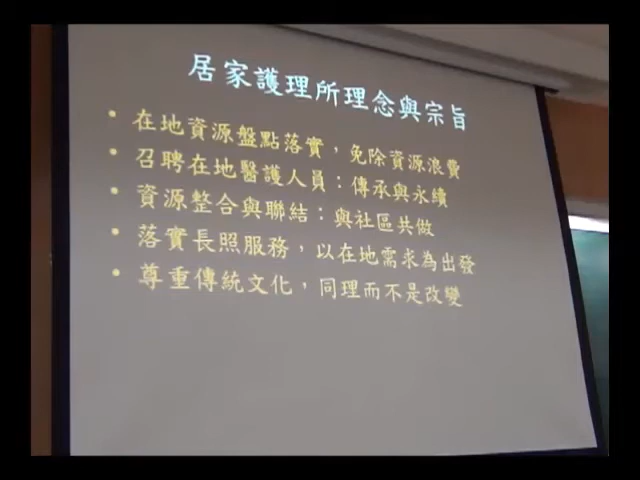 居家護理所理念與宗旨
• 在地資源盤點落實，免除資源浪費
• 召聘在地醫護人員：傳承與永續
• 資源整合與聯結：與社區共做
• 落實長照服務，以在地需求為出發
• 尊重傳統文化，同理而不是改變